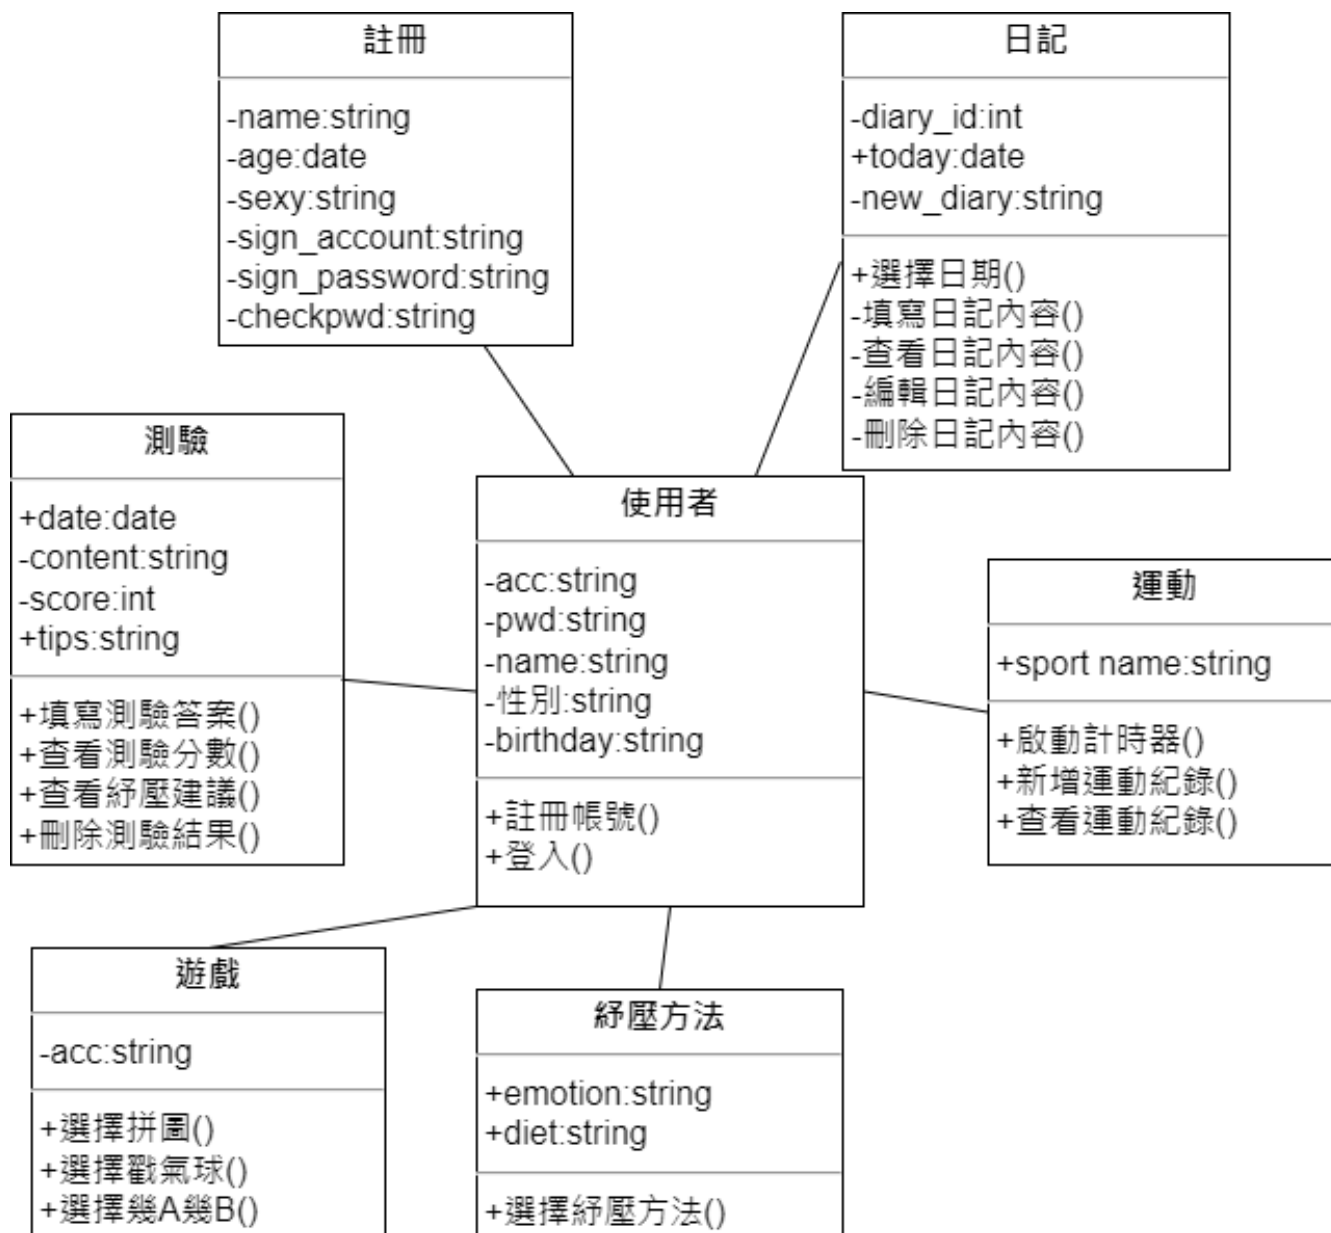 註冊
-name:string
-age:date
-sexy:string
-sign_account:string
-sign_password:string
-checkpwd:string
日記
-diary_id:int
+today:date
-new_diary:string
+選擇日期()
-填寫日記內容()
-查看日記內容()
-編輯日記內容()
-刪除日記內容()
測驗
+date:date
-content:string
-score:int
+tips:string
+填寫測驗答案()
+查看測驗分數()
+查看紓壓建議()
+刪除測驗結果()
使用者
-acc:string
-pwd:string
-name:string
-性別:string
-birthday:string
+註冊帳號()
+登入()
運動
+sport name:string
+啟動計時器()
+新增運動紀錄()
+查看運動紀錄()
遊戲
-acc:string
+選擇拼圖()
+選擇戳氣球()
+選擇幾A幾B()
紓壓方法
+emotion:string
+diet:string
+選擇紓壓方法()